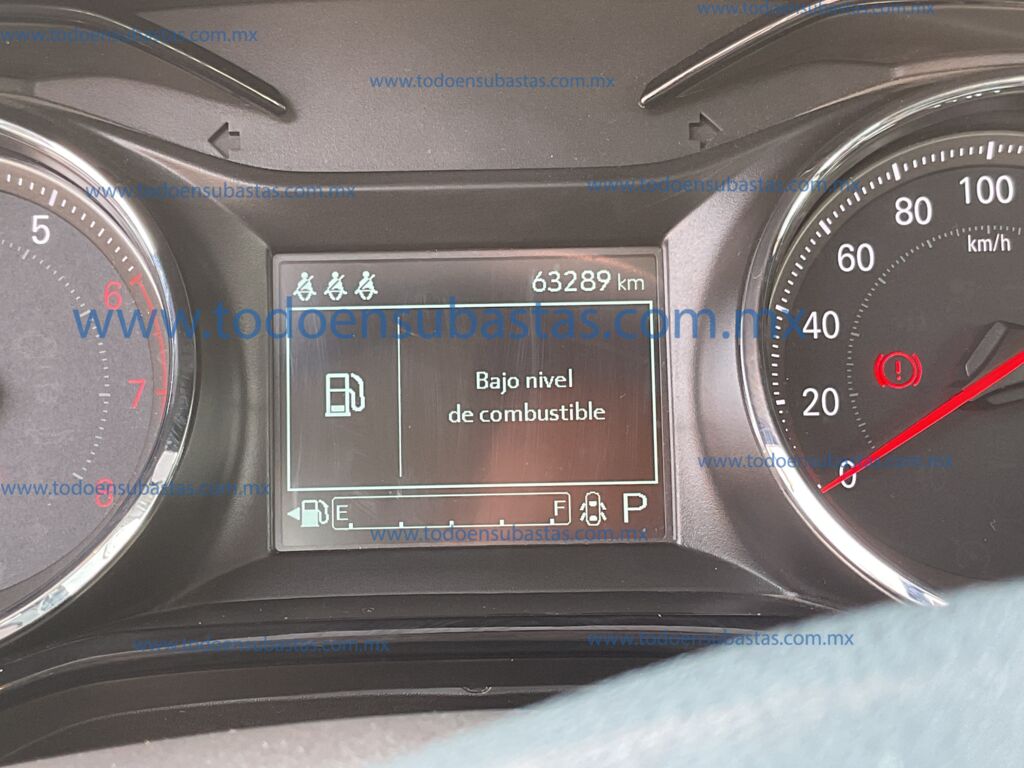 www.todoensubastas.com.mx
www.todoensubastas.com.mx
www.todoensubastas.com.mx
www.todoensubastas.com.mx
www.todoensubastas.com.mx
5
6
7
8
63289 km
www.todoensubastas.com.mx
Bajo nivel
de combustible
E F P
100
80
km/h
60
40
20
0
www.todoensubastas.com.mx
www.todoensubastas.com.mx
www.todoensubastas.com.mx
www.todoensubastas.com.mx
www.todoensubastas.com.mx